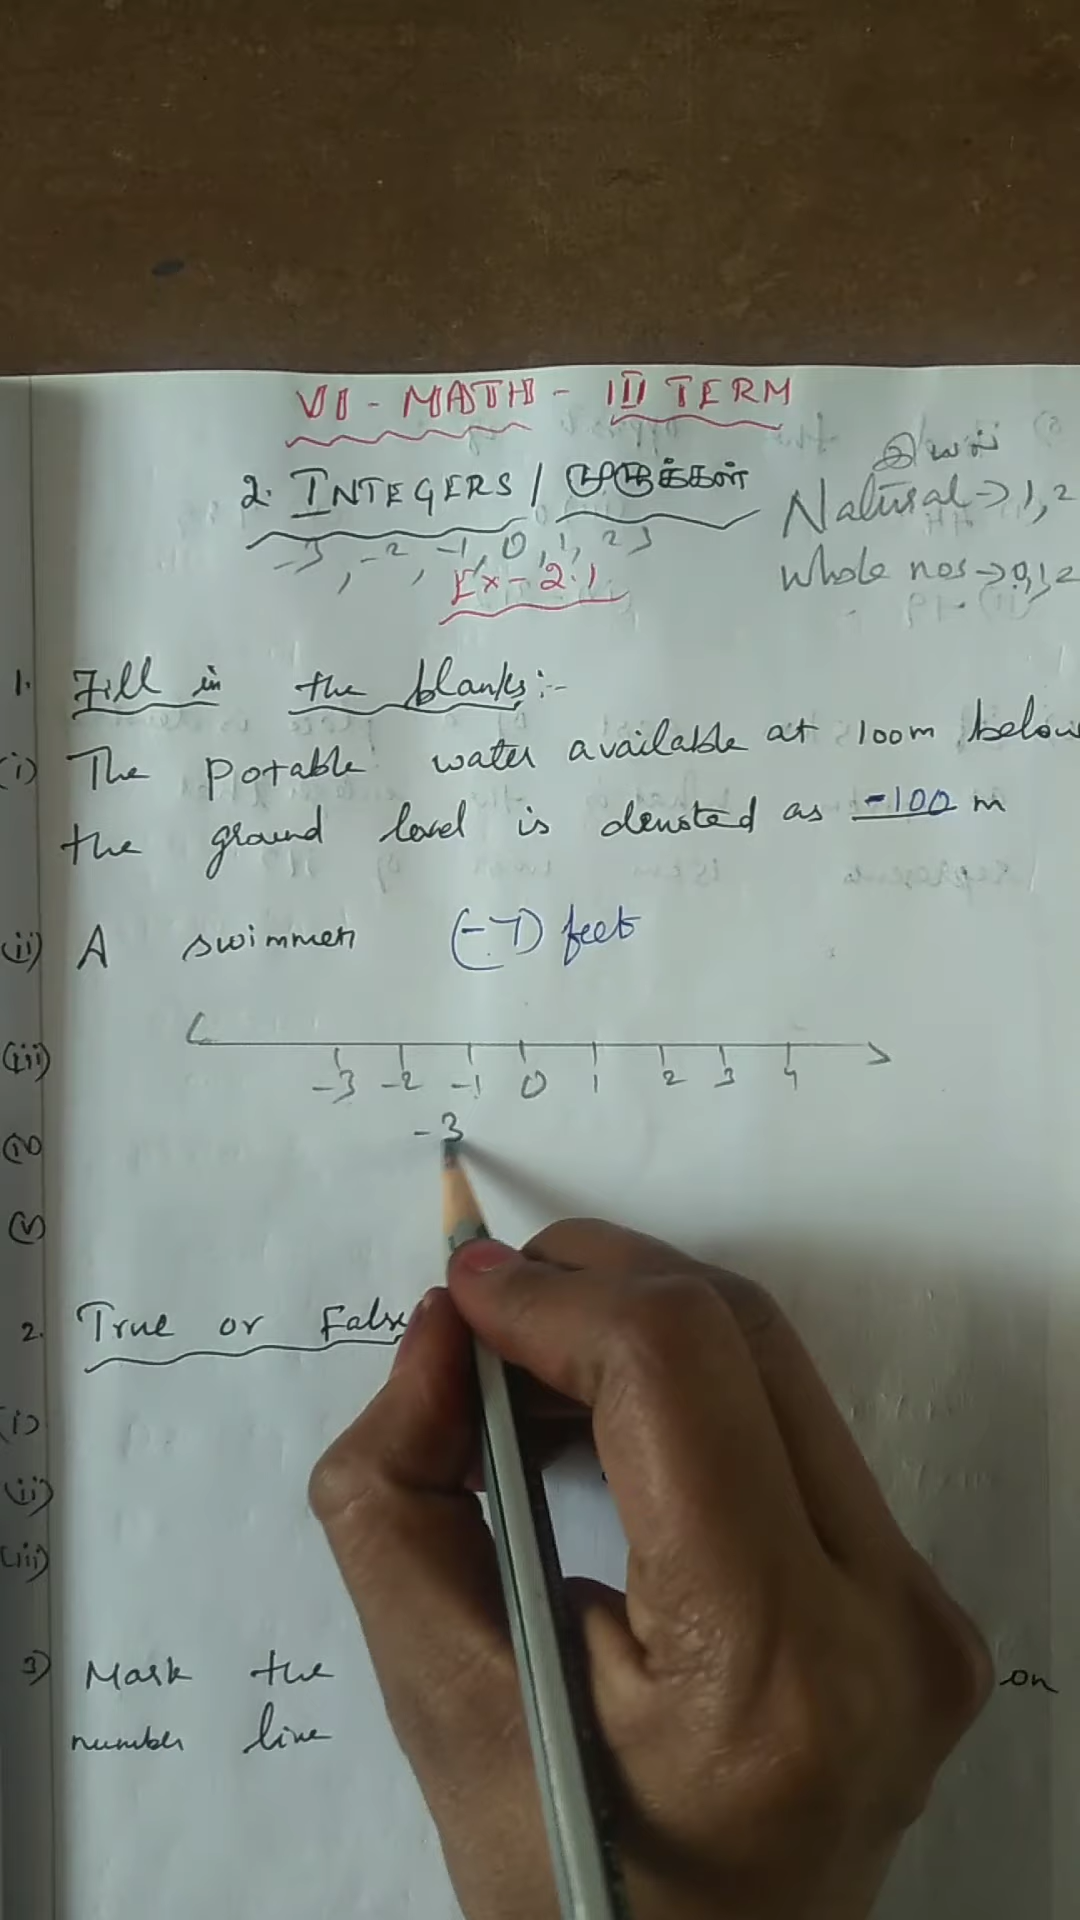 VI - MATH - III TERM
2. INTEGERS / முழுக்கள்
இயல்
Natural → 1, 2
-3, -2, -1, 0, 1, 2, 3
Whole nos → 0, 1, 2
Ex - 2.1
1. Fill in the blanks :-
(i) The potable water available at 100m below
the ground level is denoted as -100 m
(ii) A swimmer (-7) feet
(iii)
-3 -2 -1 0 1 2 3 4
(iv)
-3
(v)
2. True or False
(i)
(ii)
(iii)
3) Mark the on
number line